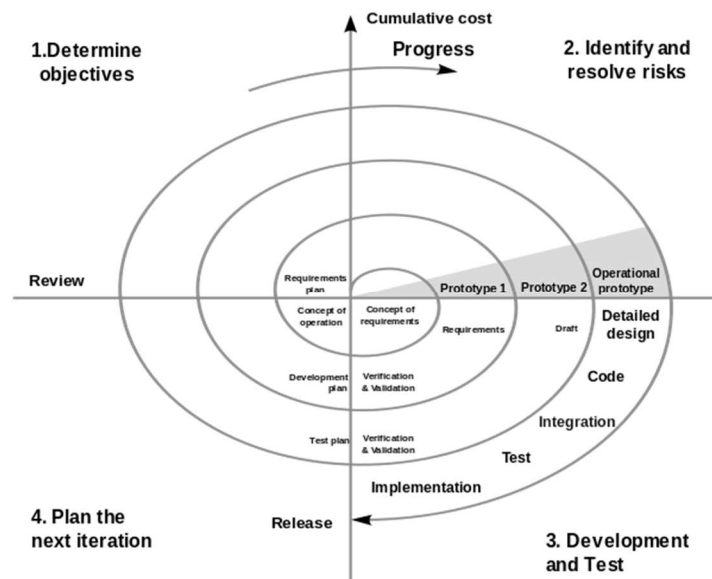 Cumulative cost
1.Determine
objectives
Progress
2. Identify and
resolve risks
Review
Requirements
plan
Prototype 1
Prototype 2
Operational
prototype
Concept of
operation
Concept of
requirements
Requirements
Draft
Detailed
design
Development
plan
Verification
& Validation
Code
Integration
Test plan
Verification
& Validation
Test
Implementation
4. Plan the
next iteration
Release
3. Development
and Test